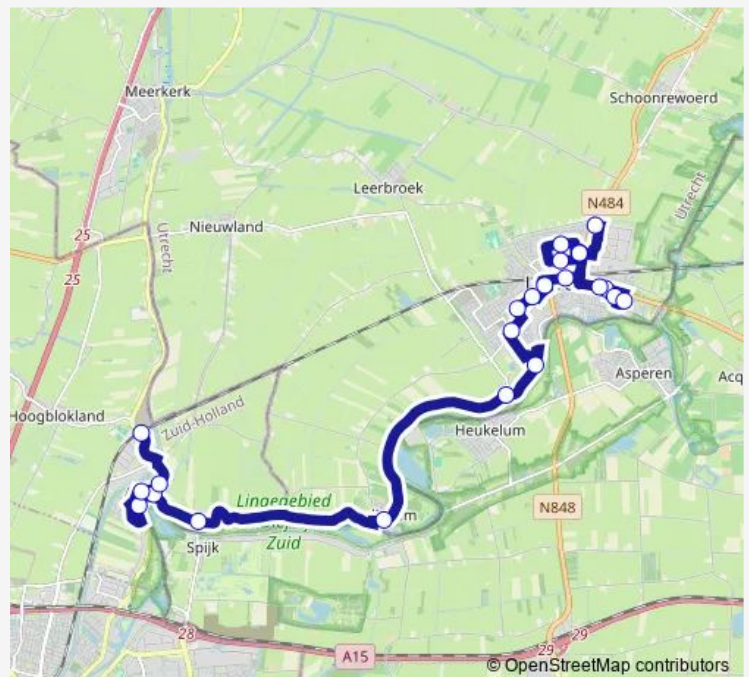 Meerkerk
Schoonrewoerd
Leerbroek
Utrecht
N484
Nieuwland
25
Utrecht
25
Asperen
Acq
Hoogblokland
Zuid-Holland
Heukelum
Lingegebied
N848
Zuid
Spijk
28
A15
29
29
© OpenStreetMap contributors